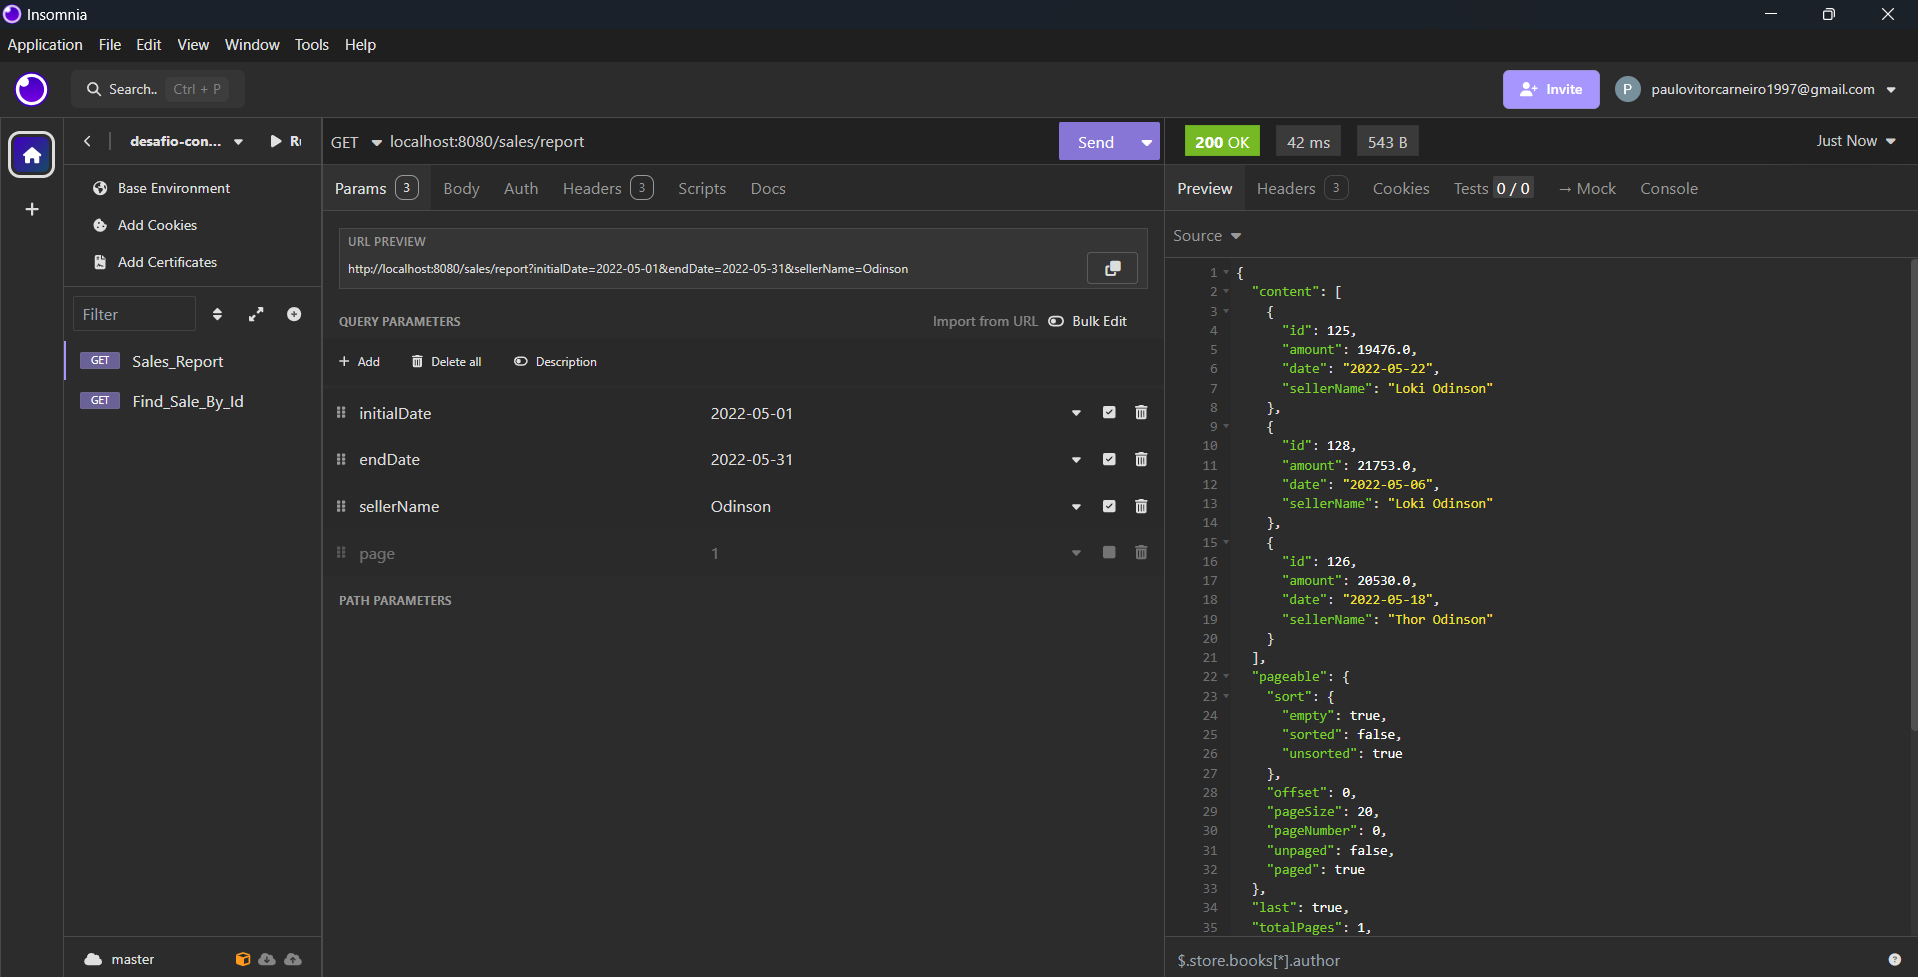 Insomnia
Application File Edit View Window Tools Help
Search.. Ctrl + P
Invite
P paulovitorcarneiro1997@gmail.com
desafio-con...
GET localhost:8080/sales/report
Send
200 OK 42 ms 543 B
Just Now
Base Environment
Add Cookies
Add Certificates
Filter
GET Sales_Report
GET Find_Sale_By_Id
master
Params 3 Body Auth Headers 3 Scripts Docs
URL PREVIEW
http://localhost:8080/sales/report?initialDate=2022-05-01&endDate=2022-05-31&sellerName=Odinson
QUERY PARAMETERS
Import from URL Bulk Edit
+ Add Delete all Description
initialDate 2022-05-01
endDate 2022-05-31
sellerName Odinson
page 1
PATH PARAMETERS
Preview Headers 3 Cookies Tests 0 / 0 → Mock Console
Source
1 {
2 "content": [
3 {
4 "id": 125,
5 "amount": 19476.0,
6 "date": "2022-05-22",
7 "sellerName": "Loki Odinson"
8 },
9 {
10 "id": 128,
11 "amount": 21753.0,
12 "date": "2022-05-06",
13 "sellerName": "Loki Odinson"
14 },
15 {
16 "id": 126,
17 "amount": 20530.0,
18 "date": "2022-05-18",
19 "sellerName": "Thor Odinson"
20 }
21 ],
22 "pageable": {
23 "sort": {
24 "empty": true,
25 "sorted": false,
26 "unsorted": true
27 },
28 "offset": 0,
29 "pageSize": 20,
30 "pageNumber": 0,
31 "unpaged": false,
32 "paged": true
33 },
34 "last": true,
35 "totalPages": 1,
$.store.books[*].author